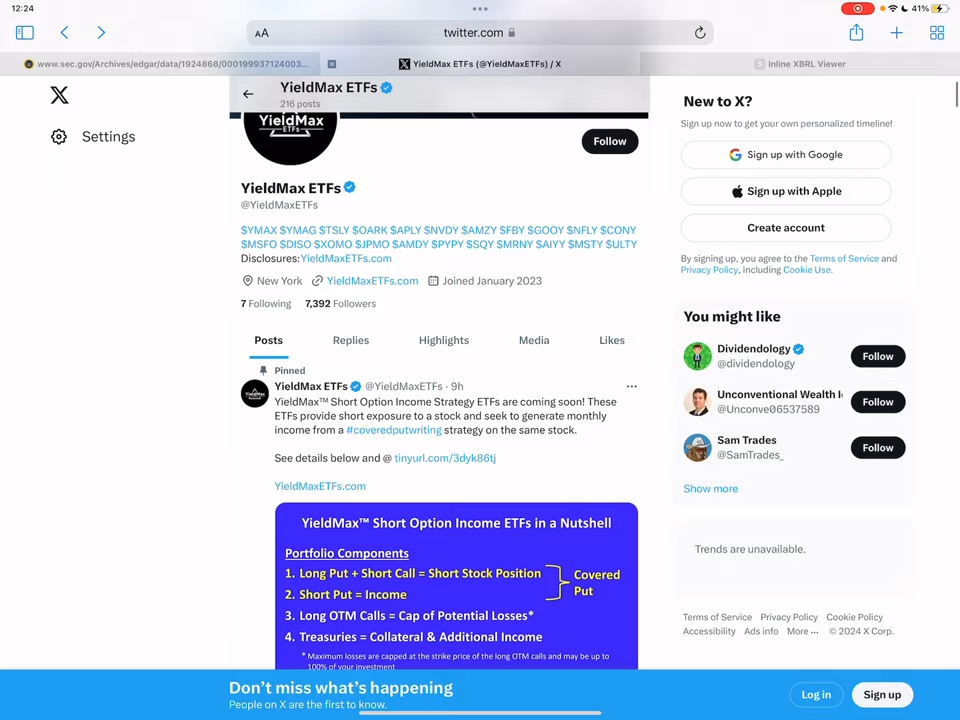 12:24
41%
AA
twitter.com
www.sec.gov/Archives/edgar/data/1924868/000199937124003...
YieldMax ETFs (@YieldMaxETFs) / X
Inline XBRL Viewer
Settings
YieldMax ETFs
216 posts
YieldMax
ETFs
Follow
YieldMax ETFs
@YieldMaxETFs
$YMAX $YMAG $TSLY $OARK $APLY $NVDY $AMZY $FBY $GOOY $NFLY $CONY
$MSFO $DISO $XOMO $JPMO $AMDY $PYPY $SQY $MRNY $AIYY $MSTY $ULTY
Disclosures:YieldMaxETFs.com
New York YieldMaxETFs.com Joined January 2023
7 Following 7,392 Followers
Posts Replies Highlights Media Likes
Pinned
YieldMax ETFs @YieldMaxETFs · 9h
YieldMax™ Short Option Income Strategy ETFs are coming soon! These
ETFs provide short exposure to a stock and seek to generate monthly
income from a #coveredputwriting strategy on the same stock.
See details below and @ tinyurl.com/3dyk86tj
YieldMaxETFs.com
YieldMax™ Short Option Income ETFs in a Nutshell
Portfolio Components
1. Long Put + Short Call = Short Stock Position
2. Short Put = Income
Covered
Put
3. Long OTM Calls = Cap of Potential Losses*
4. Treasuries = Collateral & Additional Income
* Maximum losses are capped at the strike price of the long OTM calls and may be up to
100% of your investment
New to X?
Sign up now to get your own personalized timeline!
Sign up with Google
Sign up with Apple
Create account
By signing up, you agree to the Terms of Service and
Privacy Policy, including Cookie Use.
You might like
Dividendology
@dividendology
Follow
Unconventional Wealth
@Unconve06537589
Follow
Sam Trades
@SamTrades_
Follow
Show more
Trends are unavailable.
Terms of Service Privacy Policy Cookie Policy
Accessibility Ads info More ... © 2024 X Corp.
Don't miss what's happening
People on X are the first to know.
Log in
Sign up